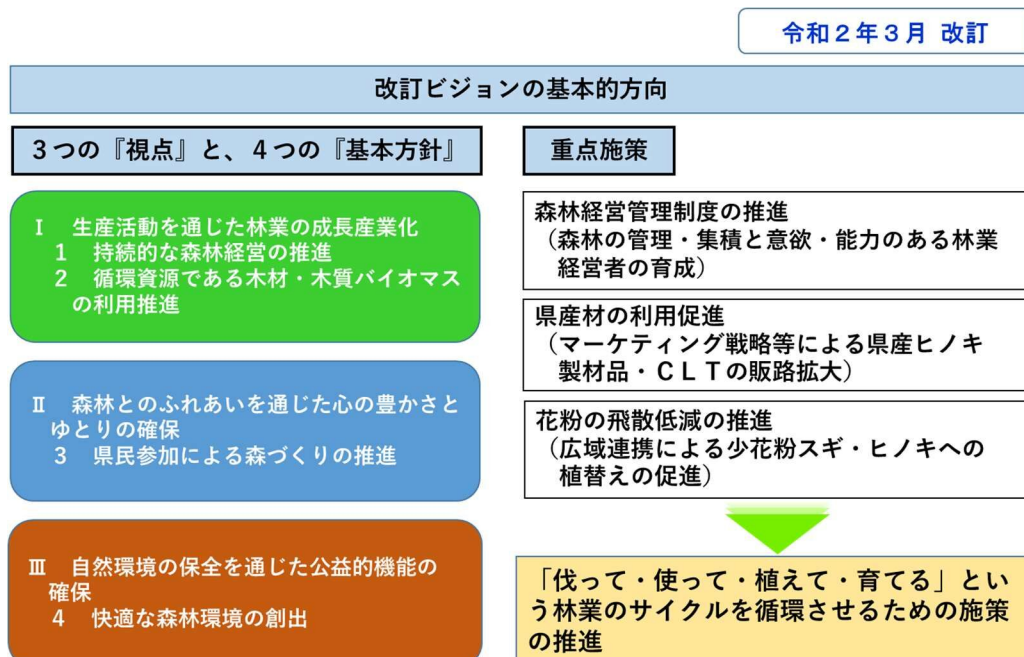 令和2年3月 改訂
改訂ビジョンの基本的方向
3つの『視点』と、4つの『基本方針』
Ⅰ 生産活動を通じた林業の成長産業化
1 持続的な森林経営の推進
2 循環資源である木材・木質バイオマス
の利用推進
Ⅱ 森林とのふれあいを通じた心の豊かさと
ゆとりの確保
3 県民参加による森づくりの推進
Ⅲ 自然環境の保全を通じた公益的機能の
確保
4 快適な森林環境の創出
重点施策
森林経営管理制度の推進
（森林の管理・集積と意欲・能力のある林業
経営者の育成）
県産材の利用促進
（マーケティング戦略等による県産ヒノキ
製材品・ＣＬＴの販路拡大）
花粉の飛散低減の推進
（広域連携による少花粉スギ・ヒノキへの
植替えの促進）
「伐って・使って・植えて・育てる」とい
う林業のサイクルを循環させるための施策
の推進